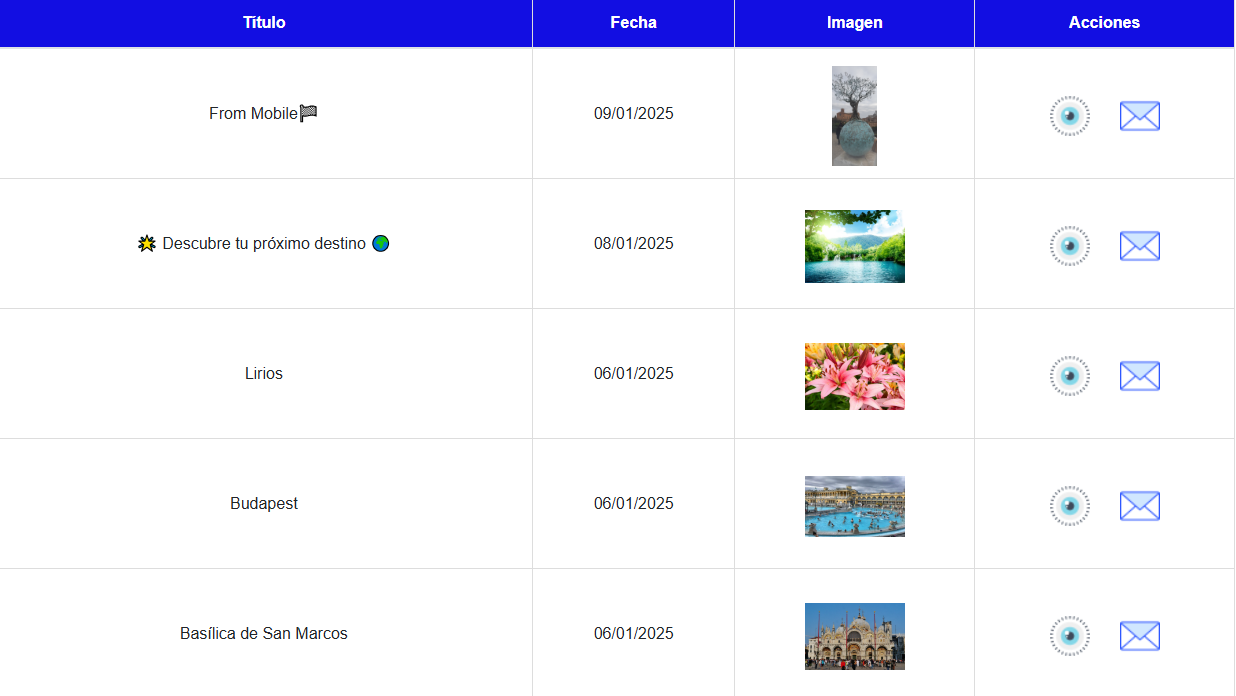 Título Fecha Imagen Acciones
From Mobile🏁 09/01/2025
🌟 Descubre tu próximo destino 🌍 08/01/2025
Lirios 06/01/2025
Budapest 06/01/2025
Basílica de San Marcos 06/01/2025